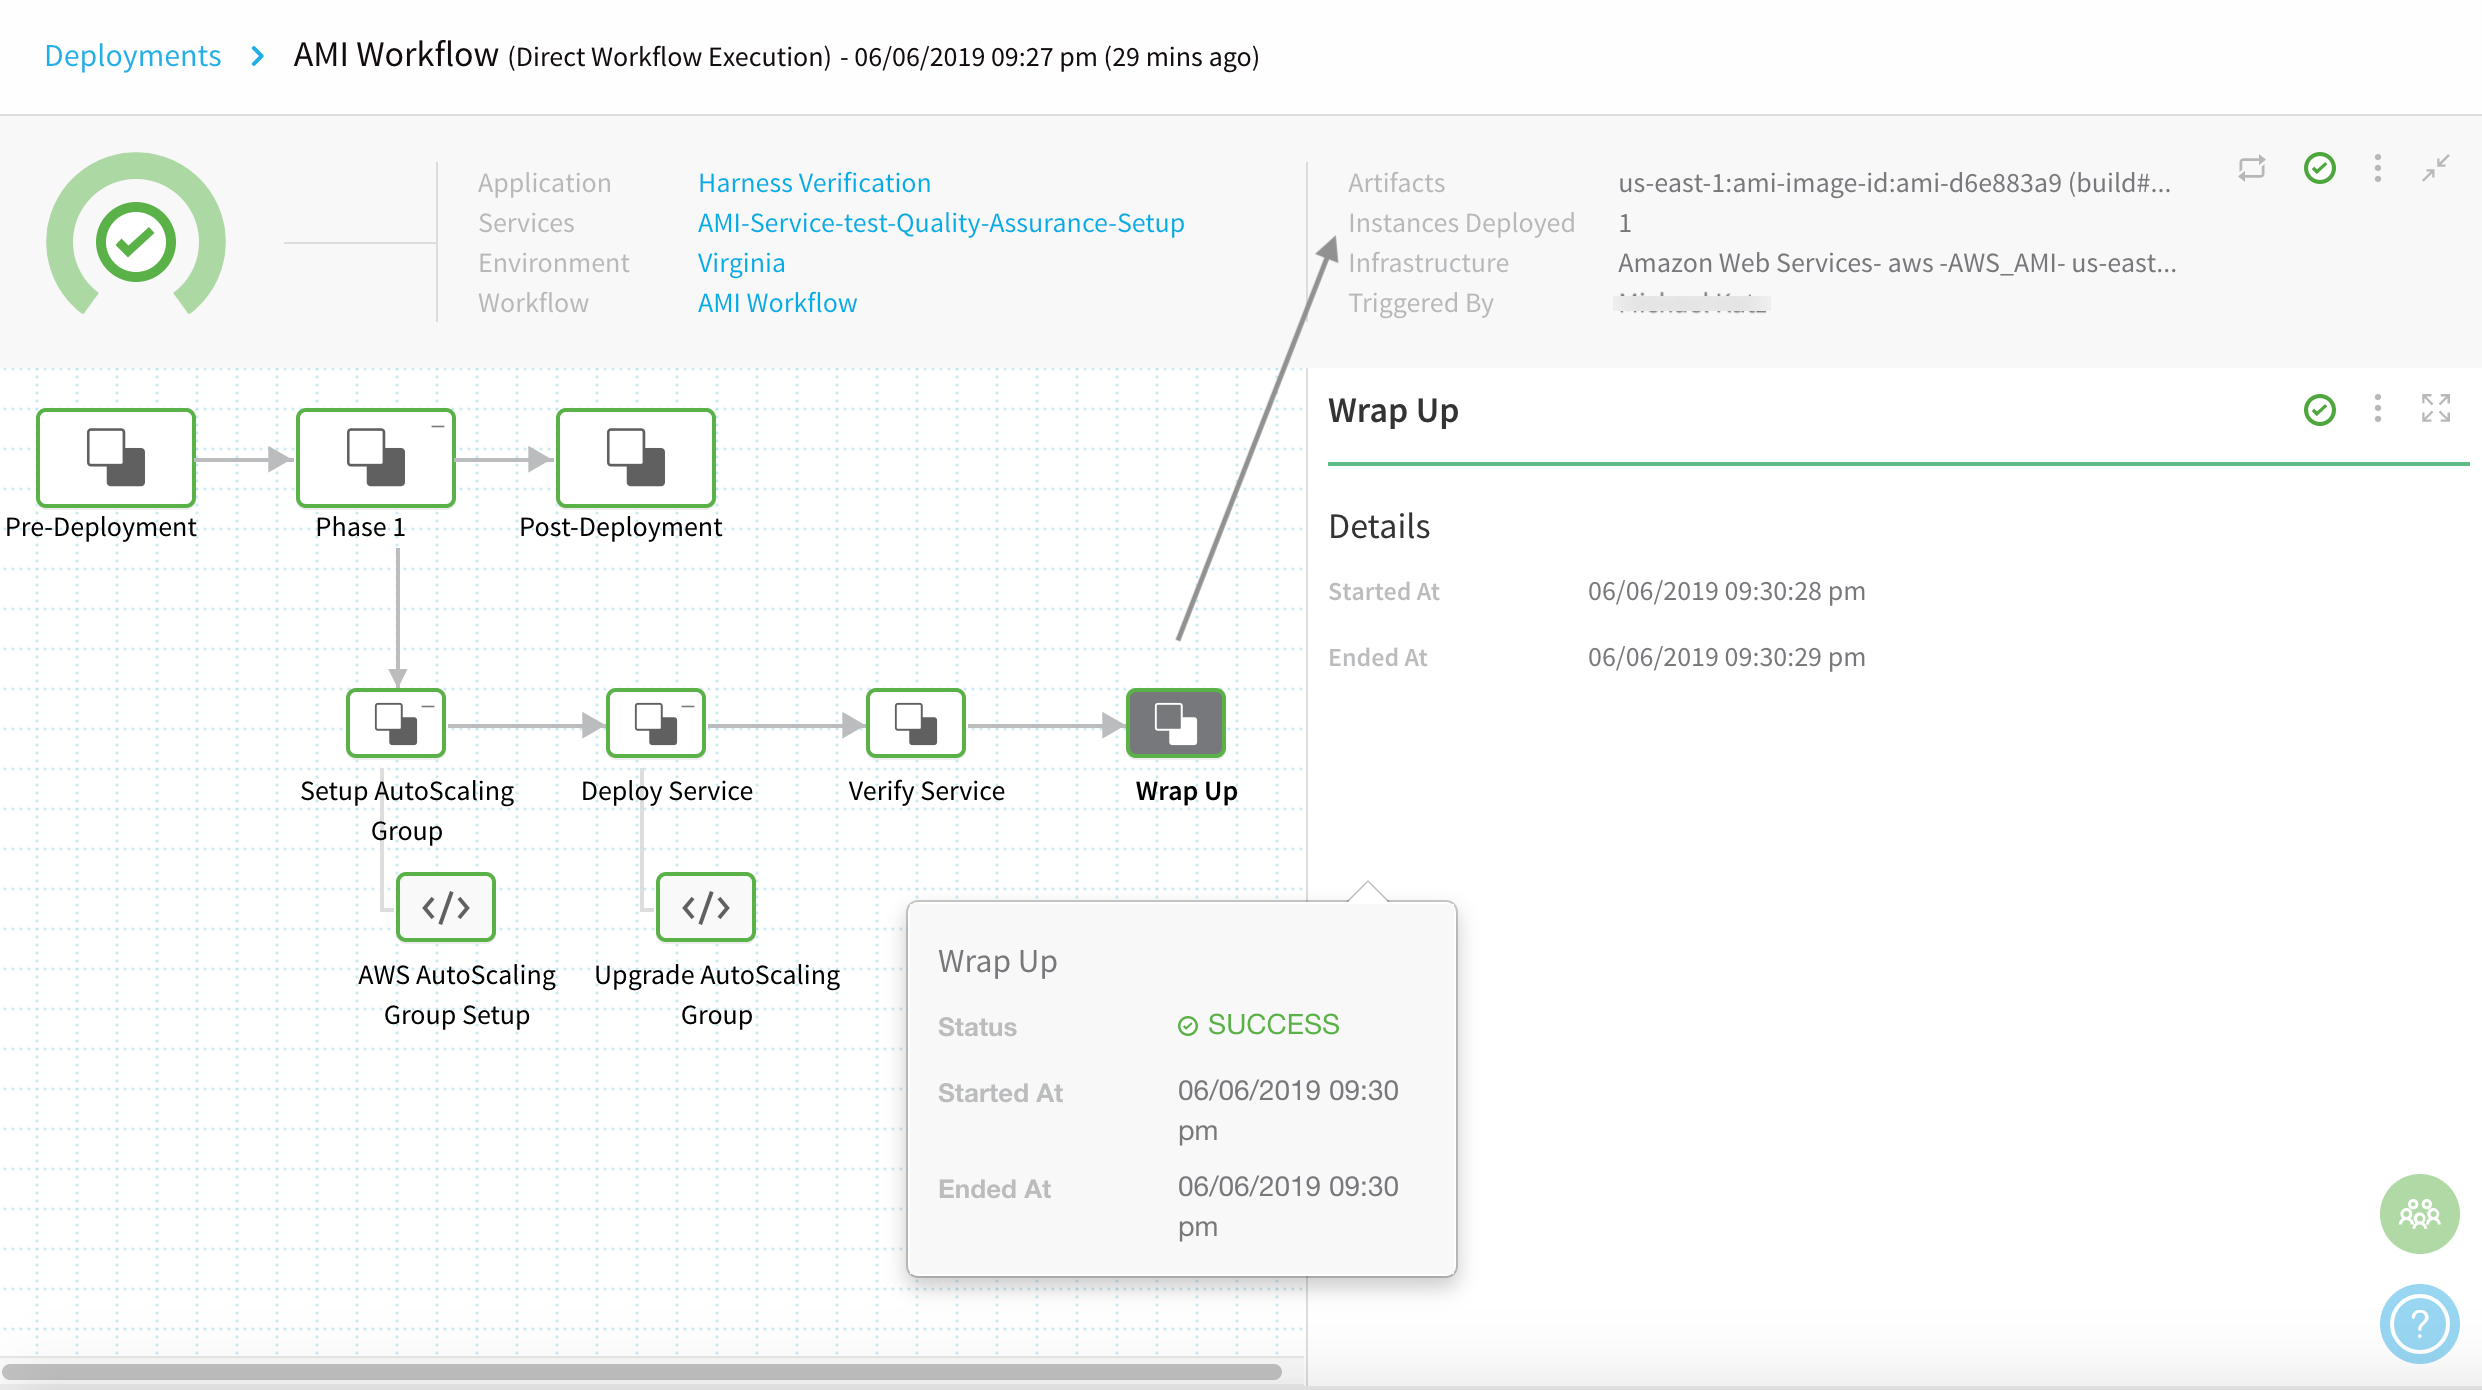 Deployments > AMI Workflow (Direct Workflow Execution) - 06/06/2019 09:27 pm (29 mins ago)
Application Harness Verification
Services AMI-Service-test-Quality-Assurance-Setup
Environment Virginia
Workflow AMI Workflow
Artifacts us-east-1:ami-image-id:ami-d6e883a9 (build#...
Instances Deployed 1
Infrastructure Amazon Web Services- aws -AWS_AMI- us-east...
Triggered By
Pre-Deployment
Phase 1
Post-Deployment
Setup AutoScaling
Group
Deploy Service
Verify Service
Wrap Up
</>
AWS AutoScaling
Group Setup
</>
Upgrade AutoScaling
Group
Wrap Up
Details
Started At 06/06/2019 09:30:28 pm
Ended At 06/06/2019 09:30:29 pm
Wrap Up
Status SUCCESS
Started At 06/06/2019 09:30
pm
Ended At 06/06/2019 09:30
pm
?